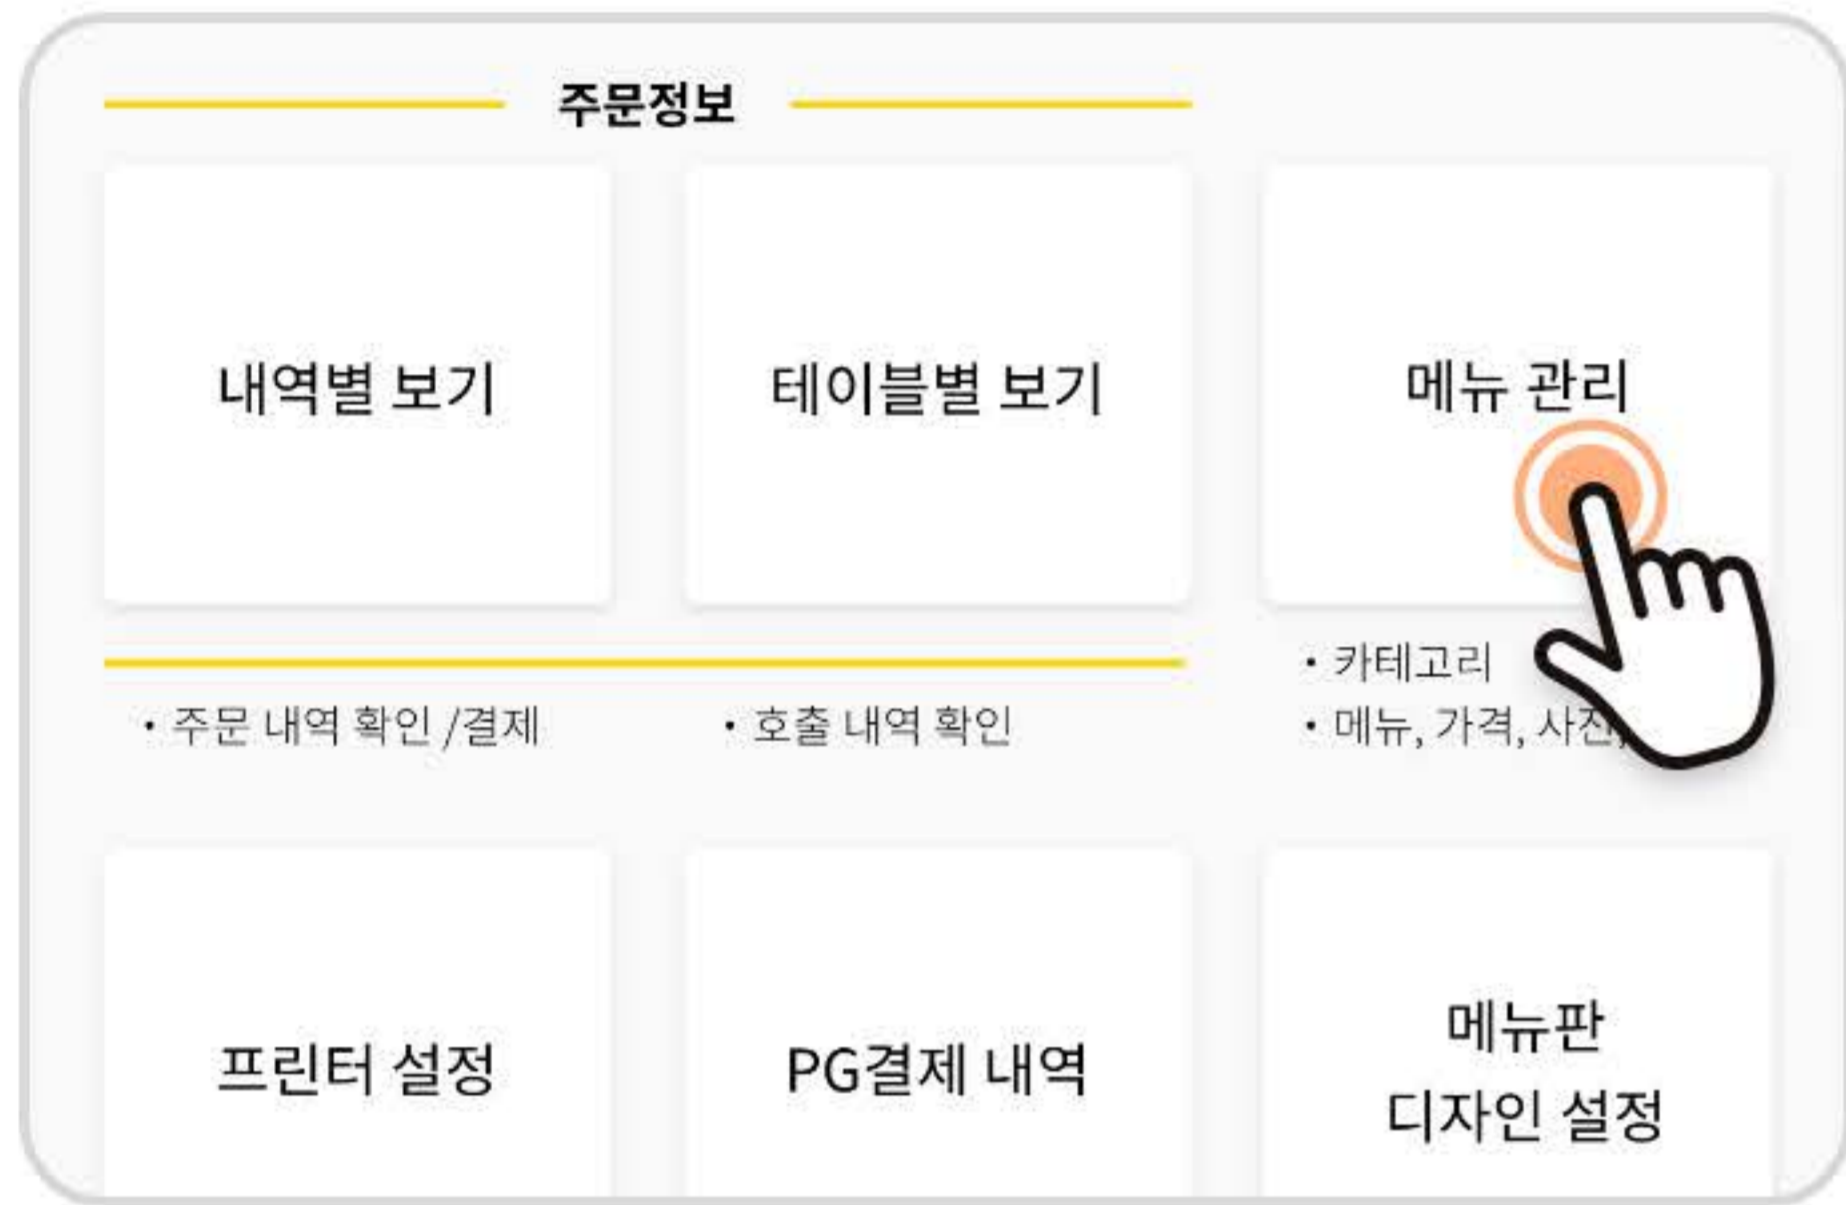 주문정보
내역별 보기
테이블별 보기
메뉴 관리
• 주문 내역 확인 /결제
• 호출 내역 확인
• 카테고리
• 메뉴, 가격, 사진,
프린터 설정
PG결제 내역
메뉴판
디자인 설정